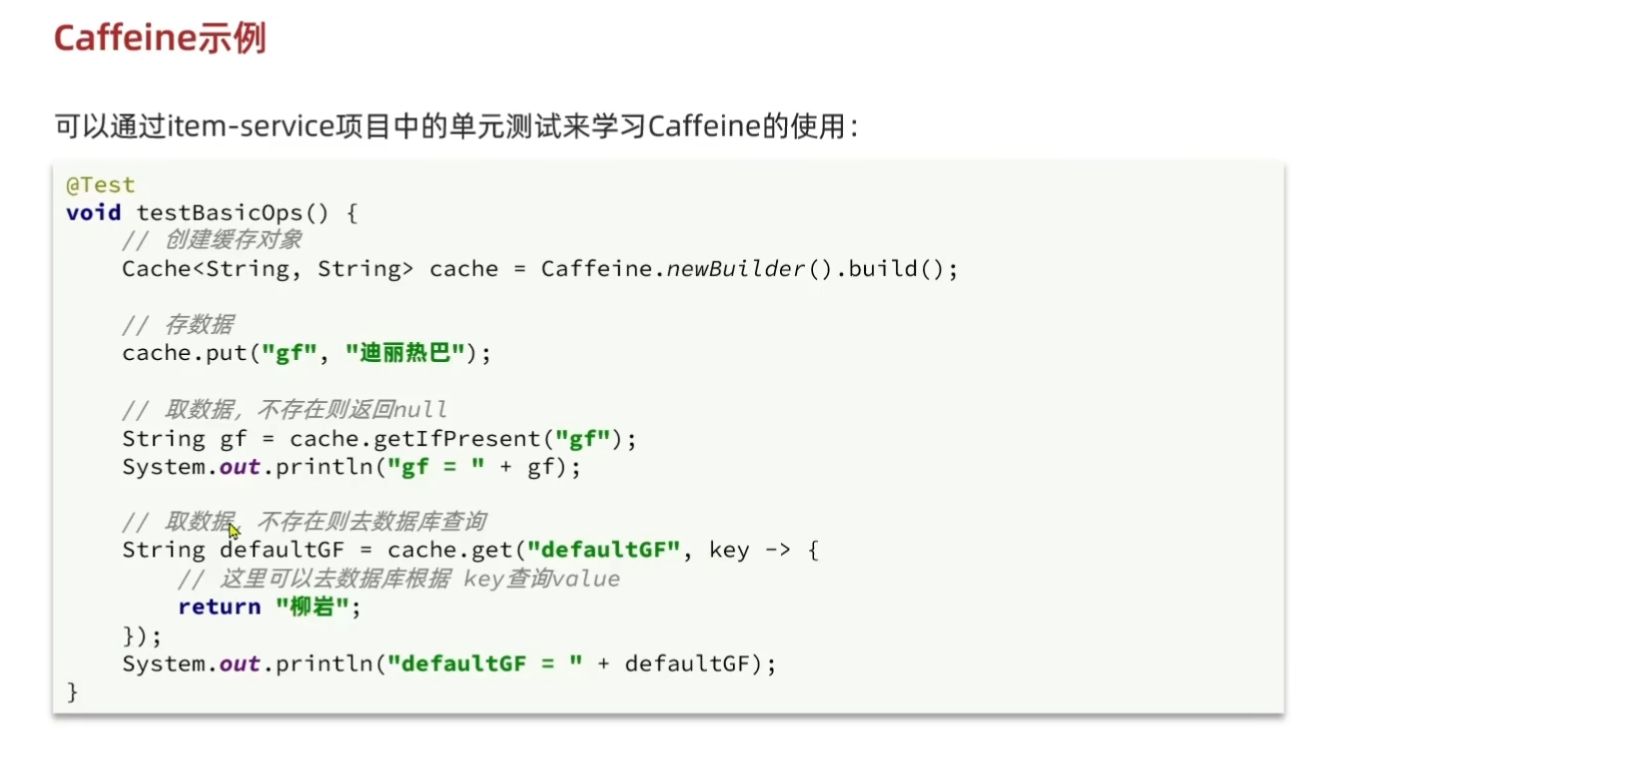 Caffeine示例
可以通过item-service项目中的单元测试来学习Caffeine的使用：
@Test
void testBasicOps() {
    // 创建缓存对象
    Cache<String, String> cache = Caffeine.newBuilder().build();
    // 存数据
    cache.put("gf", "迪丽热巴");
    // 取数据，不存在则返回null
    String gf = cache.getIfPresent("gf");
    System.out.println("gf = " + gf);
    // 取数据，不存在则去数据库查询
    String defaultGF = cache.get("defaultGF", key -> {
        // 这里可以去数据库根据 key查询value
        return "柳岩";
    });
    System.out.println("defaultGF = " + defaultGF);
}